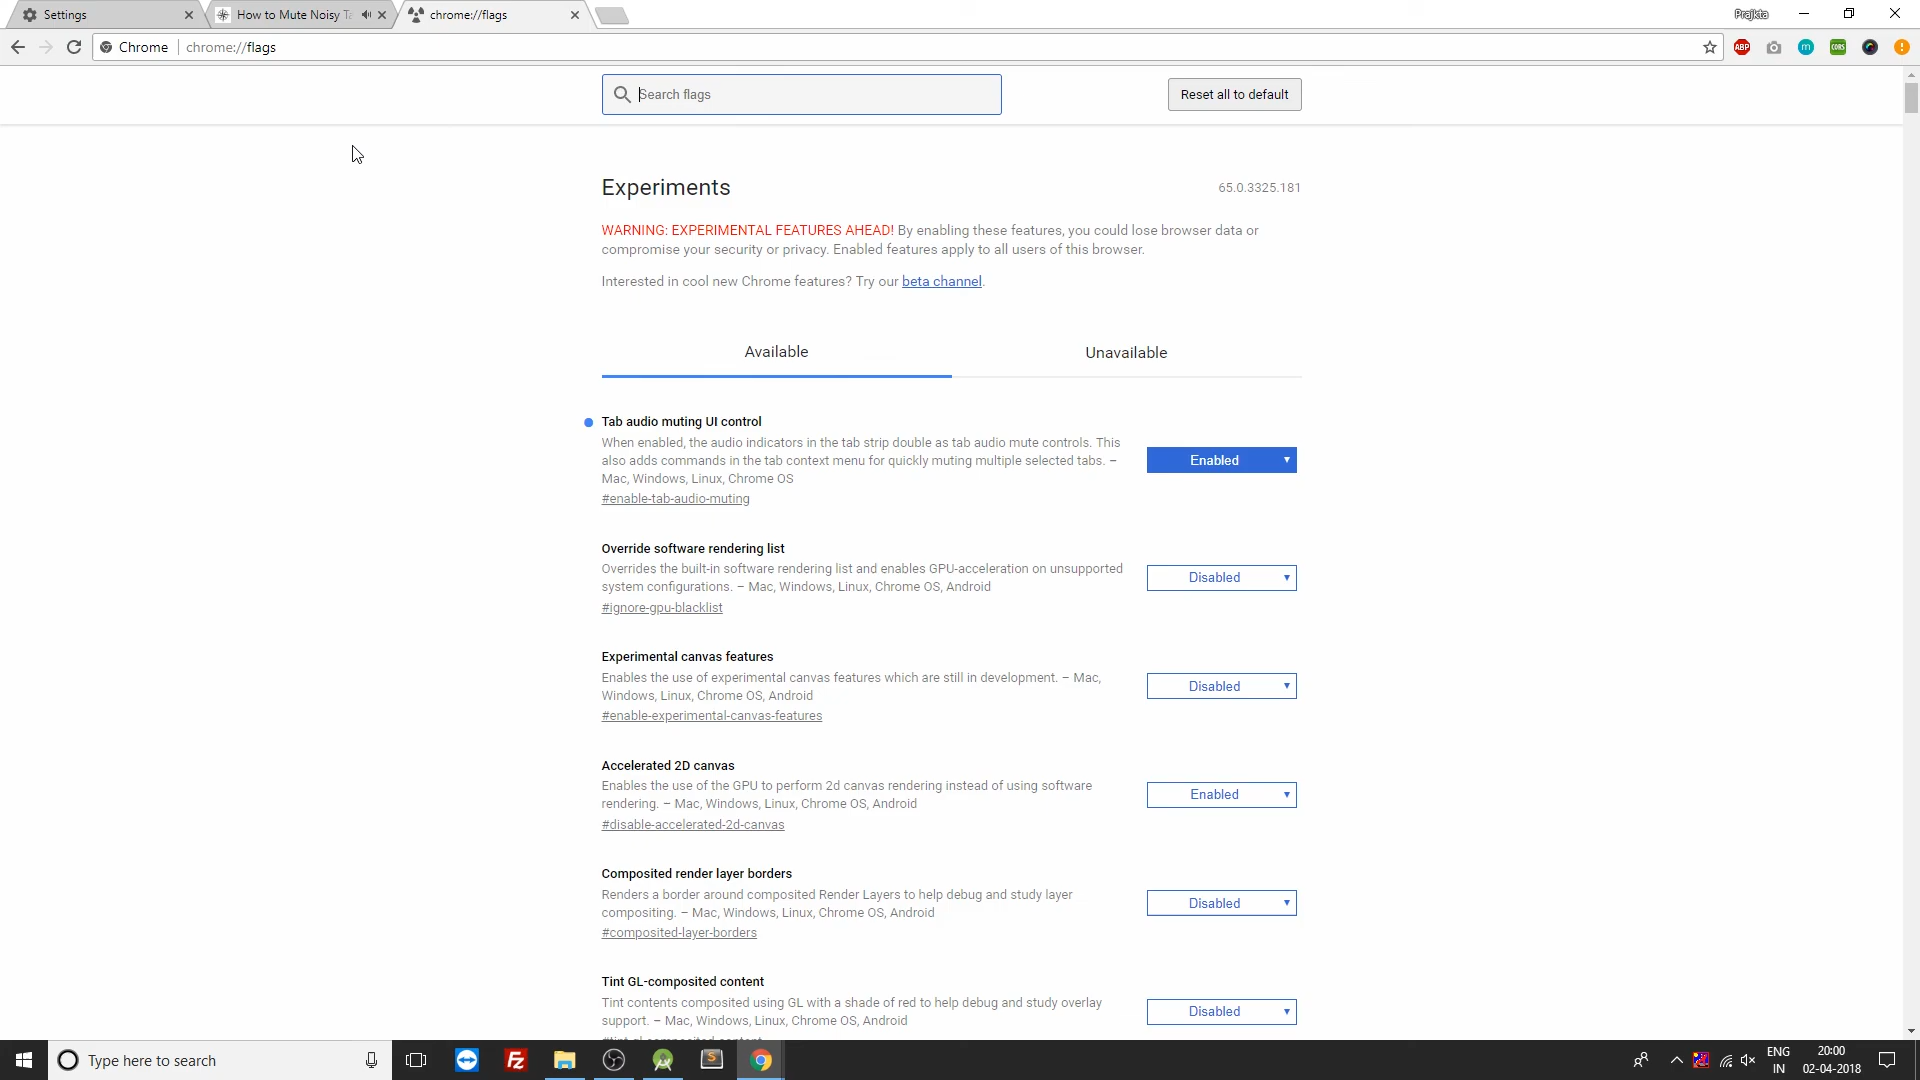 Settings
How to Mute Noisy Ta
chrome://flags
Prajkta
Chrome
chrome://flags
ABP
m
CORS
Search flags
Reset all to default
Experiments
65.0.3325.181
WARNING: EXPERIMENTAL FEATURES AHEAD! By enabling these features, you could lose browser data or
compromise your security or privacy. Enabled features apply to all users of this browser.
Interested in cool new Chrome features? Try our beta channel.
Available
Unavailable
Tab audio muting UI control
When enabled, the audio indicators in the tab strip double as tab audio mute controls. This
also adds commands in the tab context menu for quickly muting multiple selected tabs. –
Mac, Windows, Linux, Chrome OS
#enable-tab-audio-muting
Enabled
Override software rendering list
Overrides the built-in software rendering list and enables GPU-acceleration on unsupported
system configurations. – Mac, Windows, Linux, Chrome OS, Android
#ignore-gpu-blacklist
Disabled
Experimental canvas features
Enables the use of experimental canvas features which are still in development. – Mac,
Windows, Linux, Chrome OS, Android
#enable-experimental-canvas-features
Disabled
Accelerated 2D canvas
Enables the use of the GPU to perform 2d canvas rendering instead of using software
rendering. – Mac, Windows, Linux, Chrome OS, Android
#disable-accelerated-2d-canvas
Enabled
Composited render layer borders
Renders a border around composited Render Layers to help debug and study layer
compositing. – Mac, Windows, Linux, Chrome OS, Android
#composited-layer-borders
Disabled
Tint GL-composited content
Tint contents composited using GL with a shade of red to help debug and study overlay
support. – Mac, Windows, Linux, Chrome OS, Android
#tint-gl-composited-content
Disabled
Type here to search
Fz
S
ENG
IN
20:00
02-04-2018